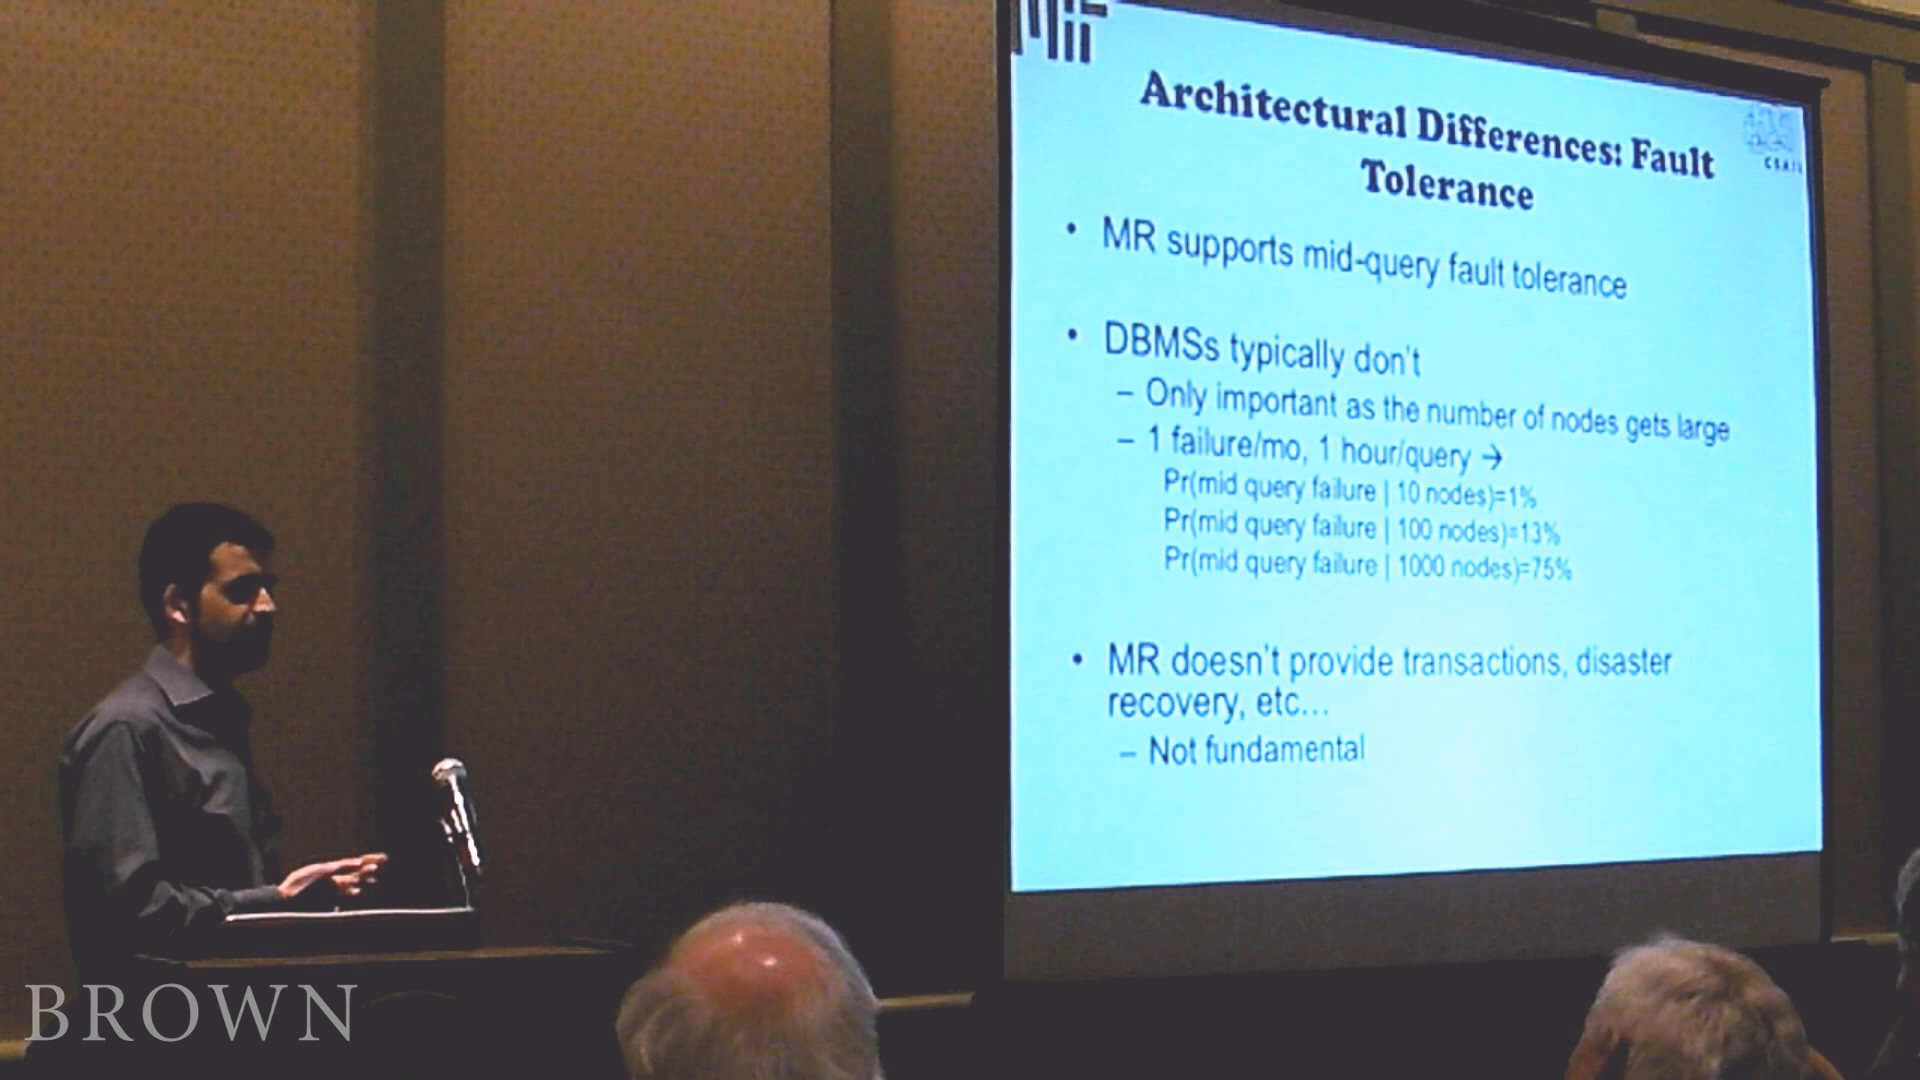 MIT
Architectural Differences: Fault
Tolerance
CSAIL
• MR supports mid-query fault tolerance
• DBMSs typically don't
– Only important as the number of nodes gets large
– 1 failure/mo, 1 hour/query →
Pr(mid query failure | 10 nodes)=1%
Pr(mid query failure | 100 nodes)=13%
Pr(mid query failure | 1000 nodes)=75%
• MR doesn't provide transactions, disaster
recovery, etc...
– Not fundamental
BROWN